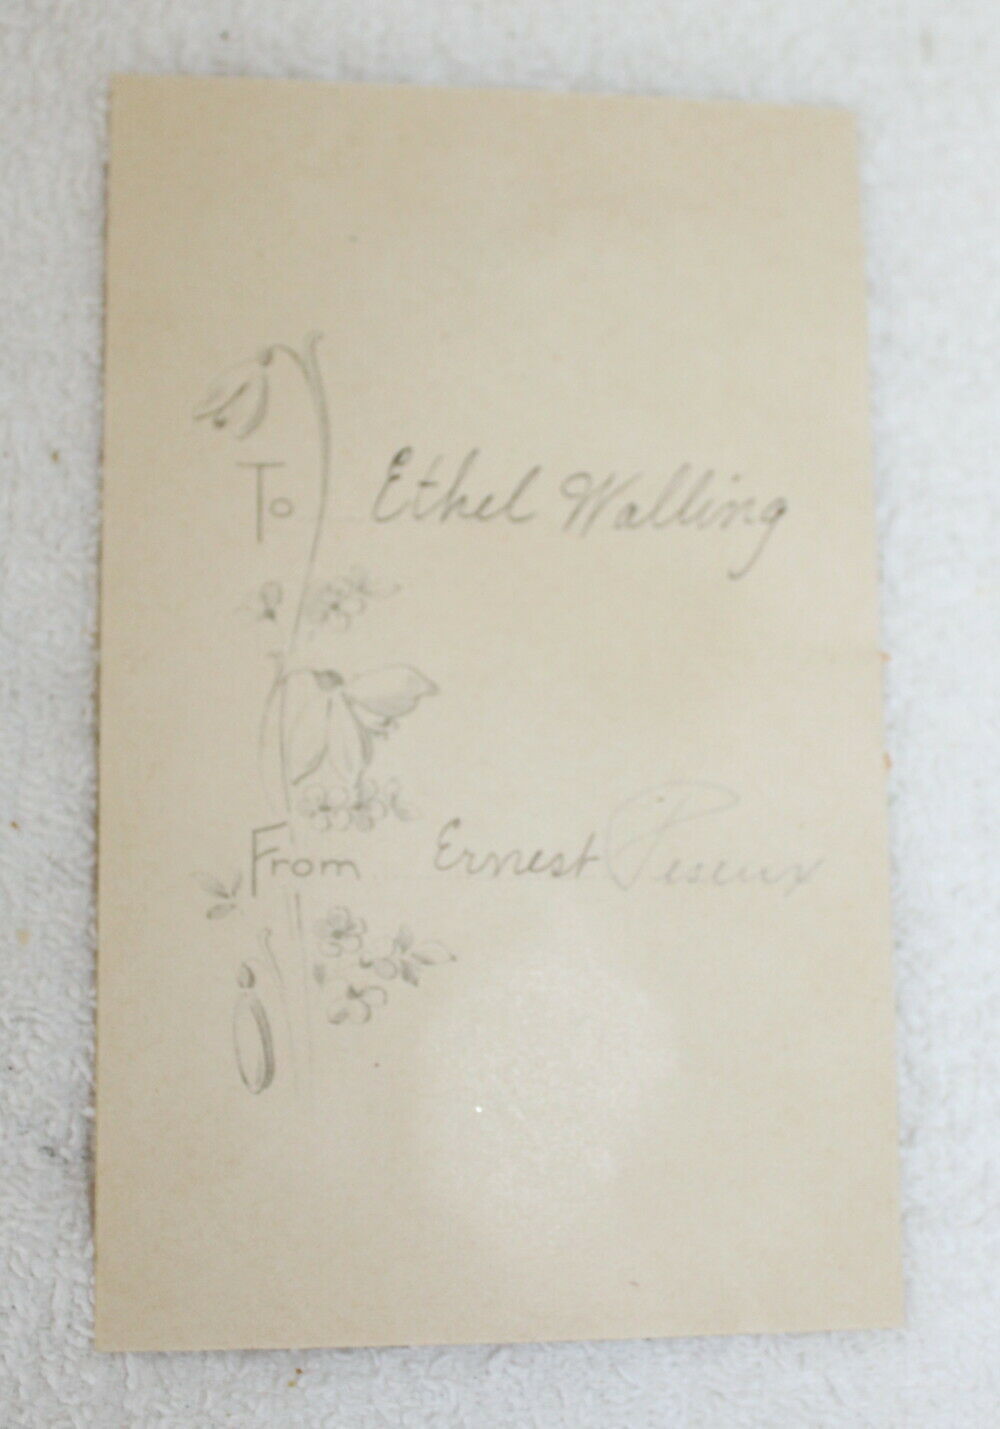 To Ethel Walling
From Ernest